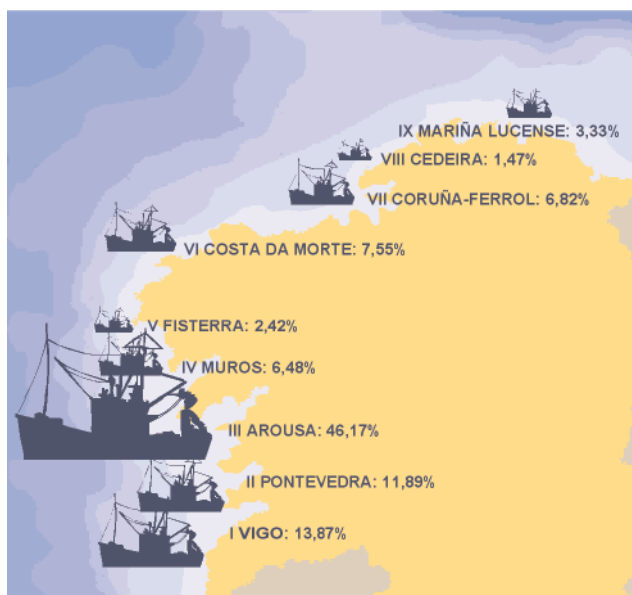 IX MARIÑA LUCENSE: 3,33%
VIII CEDEIRA: 1,47%
VII CORUÑA-FERROL: 6,82%
VI COSTA DA MORTE: 7,55%
V FISTERRA: 2,42%
IV MUROS: 6,48%
III AROUSA: 46,17%
II PONTEVEDRA: 11,89%
I VIGO: 13,87%